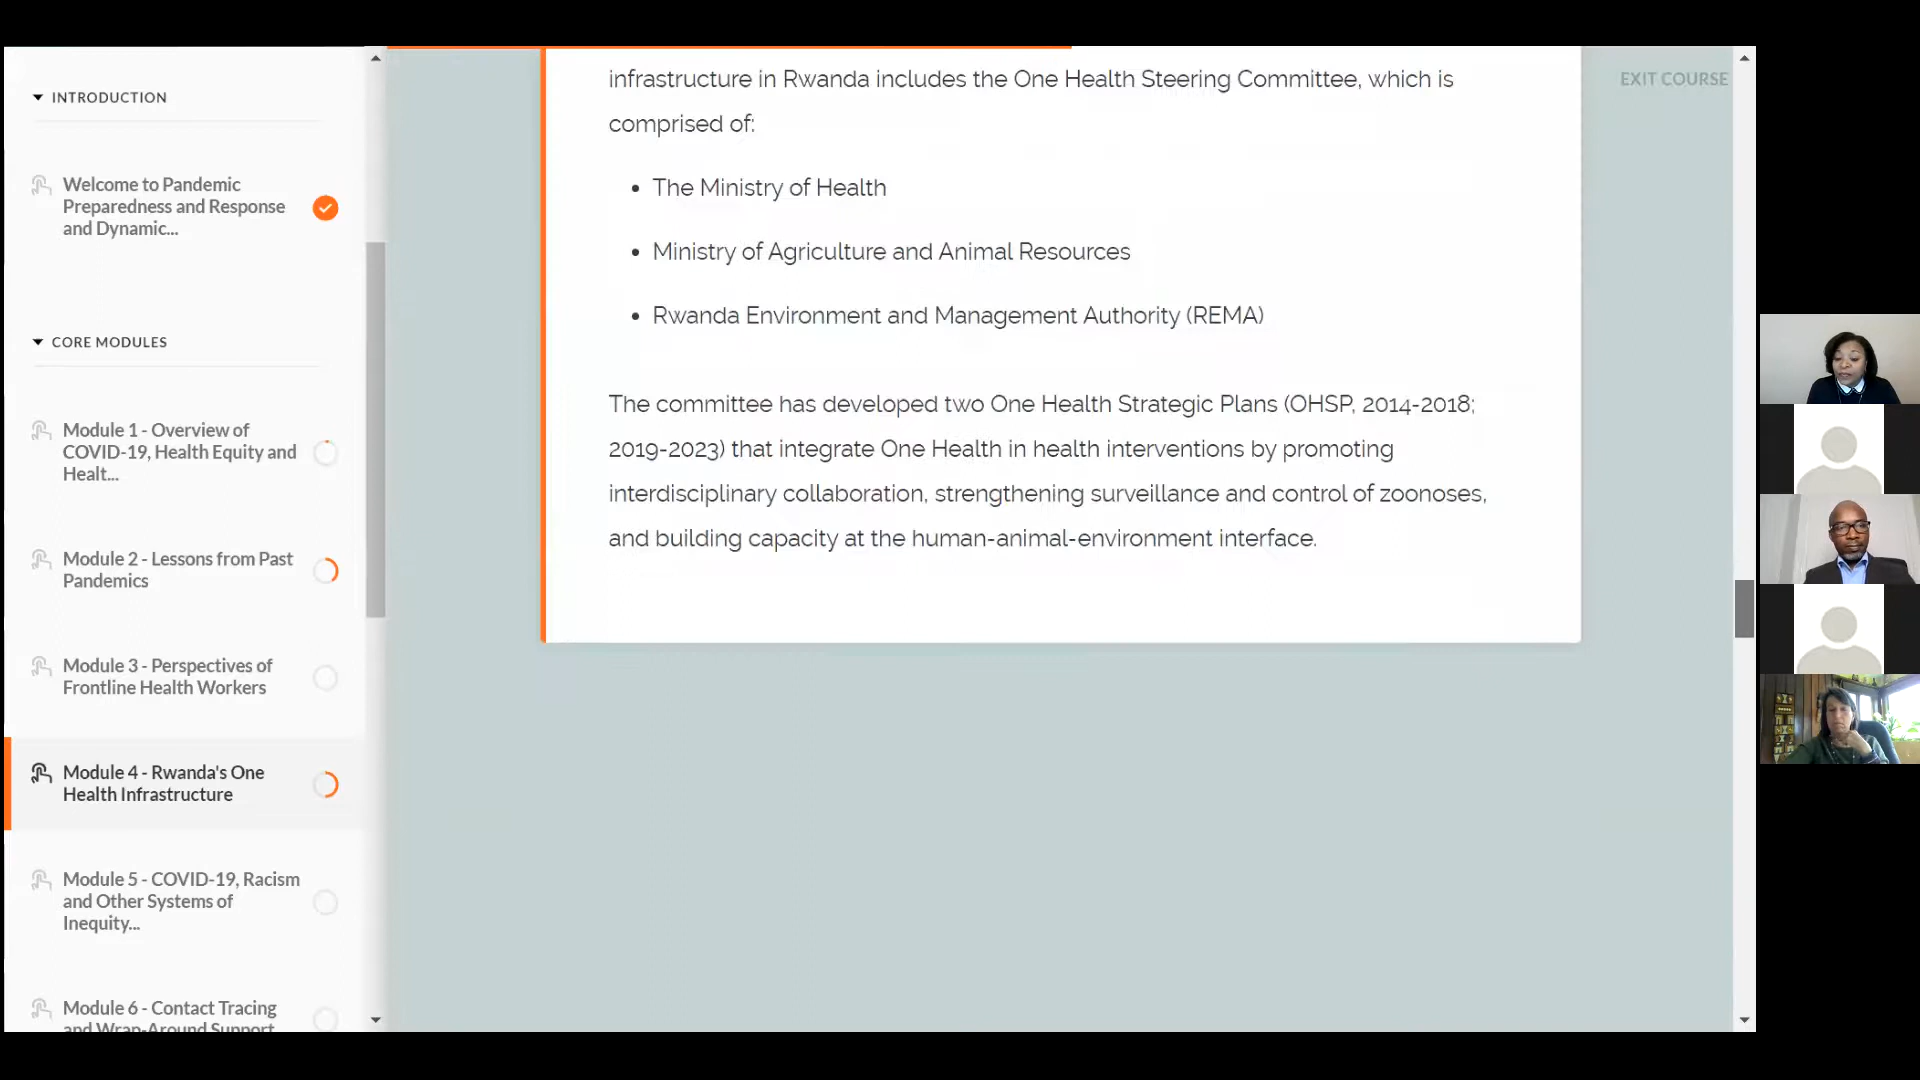 INTRODUCTION
Welcome to Pandemic
Preparedness and Response
and Dynamic...
CORE MODULES
Module 1 - Overview of
COVID-19, Health Equity and
Healt...
Module 2 - Lessons from Past
Pandemics
Module 3 - Perspectives of
Frontline Health Workers
Module 4 - Rwanda's One
Health Infrastructure
Module 5 - COVID-19, Racism
and Other Systems of
Inequity...
Module 6 - Contact Tracing
and Wrap-Around Support
infrastructure in Rwanda includes the One Health Steering Committee, which is
comprised of:
• The Ministry of Health
• Ministry of Agriculture and Animal Resources
• Rwanda Environment and Management Authority (REMA)
The committee has developed two One Health Strategic Plans (OHSP, 2014-2018;
2019-2023) that integrate One Health in health interventions by promoting
interdisciplinary collaboration, strengthening surveillance and control of zoonoses,
and building capacity at the human-animal-environment interface.
EXIT COURSE